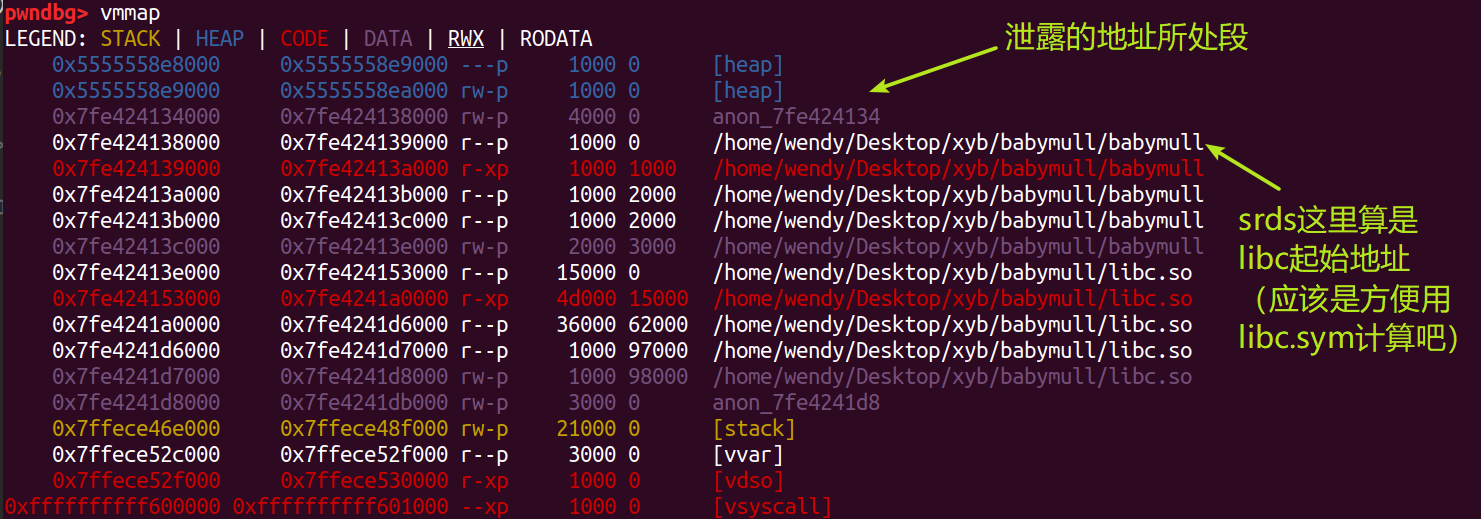 pwndbg> vmmap
LEGEND: STACK | HEAP | CODE | DATA | RWX | RODATA
泄露的地址所处段
0x5555558e8000 0x5555558e9000 ---p 1000 0 [heap]
0x5555558e9000 0x5555558ea000 rw-p 1000 0 [heap]
0x7fe424134000 0x7fe424138000 rw-p 4000 0 anon_7fe424134
0x7fe424138000 0x7fe424139000 r--p 1000 0 /home/wendy/Desktop/xyb/babymull/babymull
0x7fe424139000 0x7fe42413a000 r-xp 1000 1000 /home/wendy/Desktop/xyb/babymull/babymull
0x7fe42413a000 0x7fe42413b000 r--p 1000 2000 /home/wendy/Desktop/xyb/babymull/babymull
0x7fe42413b000 0x7fe42413c000 r--p 1000 2000 /home/wendy/Desktop/xyb/babymull/babymull
0x7fe42413c000 0x7fe42413e000 rw-p 2000 3000 /home/wendy/Desktop/xyb/babymull/babymull
0x7fe42413e000 0x7fe424153000 r--p 15000 0 /home/wendy/Desktop/xyb/babymull/libc.so
0x7fe424153000 0x7fe4241a0000 r-xp 4d000 15000 /home/wendy/Desktop/xyb/babymull/libc.so
0x7fe4241a0000 0x7fe4241d6000 r--p 36000 62000 /home/wendy/Desktop/xyb/babymull/libc.so
0x7fe4241d6000 0x7fe4241d7000 r--p 1000 97000 /home/wendy/Desktop/xyb/babymull/libc.so
0x7fe4241d7000 0x7fe4241d8000 rw-p 1000 98000 /home/wendy/Desktop/xyb/babymull/libc.so
0x7fe4241d8000 0x7fe4241db000 rw-p 3000 0 anon_7fe4241d8
0x7ffece46e000 0x7ffece48f000 rw-p 21000 0 [stack]
0x7ffece52c000 0x7ffece52f000 r--p 3000 0 [vvar]
0x7ffece52f000 0x7ffece530000 r-xp 1000 0 [vdso]
0xffffffffff600000 0xffffffffff601000 --xp 1000 0 [vsyscall]
srds这里算是
libc起始地址
（应该是方便用
libc.sym计算吧）